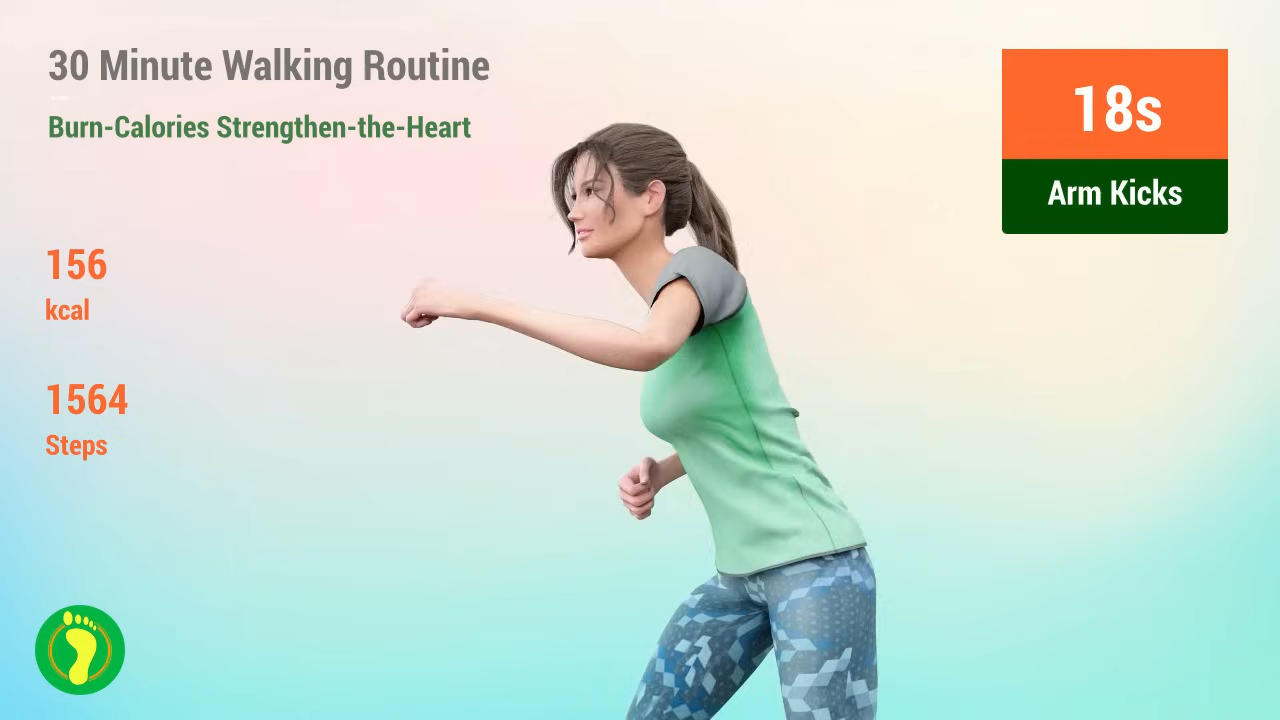 30 Minute Walking Routine
Burn-Calories Strengthen-the-Heart
18s
Arm Kicks
156
kcal
1564
Steps